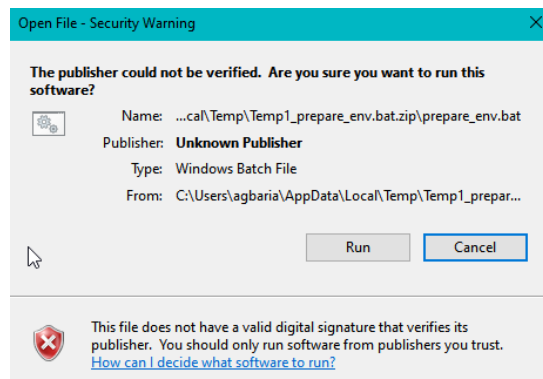 Open File - Security Warning
The publisher could not be verified.  Are you sure you want to run this
software?
Name: ...cal\Temp\Temp1_prepare_env.bat.zip\prepare_env.bat
Publisher: Unknown Publisher
Type: Windows Batch File
From: C:\Users\agbaria\AppData\Local\Temp\Temp1_prepar...
Run Cancel
This file does not have a valid digital signature that verifies its
publisher.  You should only run software from publishers you trust.
How can I decide what software to run?